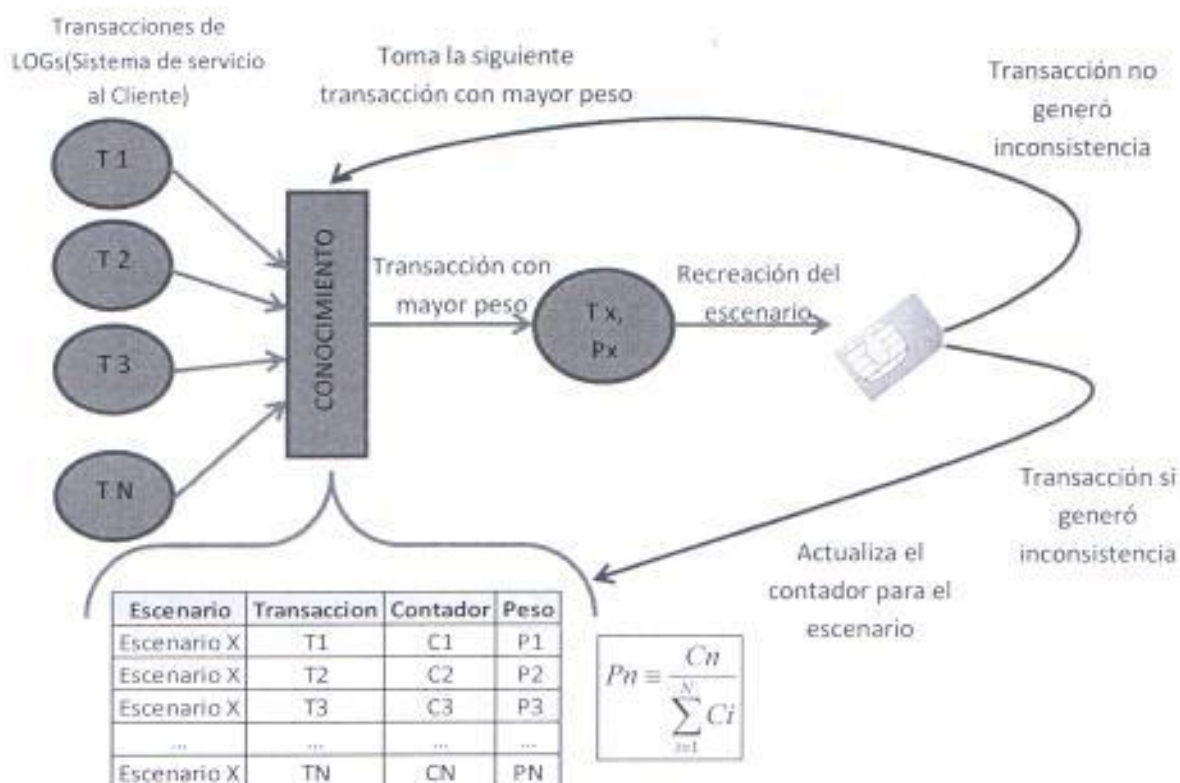 Transacciones de
LOGs(Sistema de servicio
al Cliente)
Toma la siguiente
transacción con mayor peso
Transacción no
generó
inconsistencia
T 1
T 2
T 3
T N
CONOCIMIENTO
Transacción con
mayor peso
T x,
Px
Recreación del
escenario
Transacción si
generó
inconsistencia
Actualiza el
contador para el
escenario
Escenario Transaccion Contador Peso
Escenario X T1 C1 P1
Escenario X T2 C2 P2
Escenario X T3 C3 P3
... ... ... ...
Escenario X TN CN PN
Pn ≡ Cn
N
∑ Ci
i=1